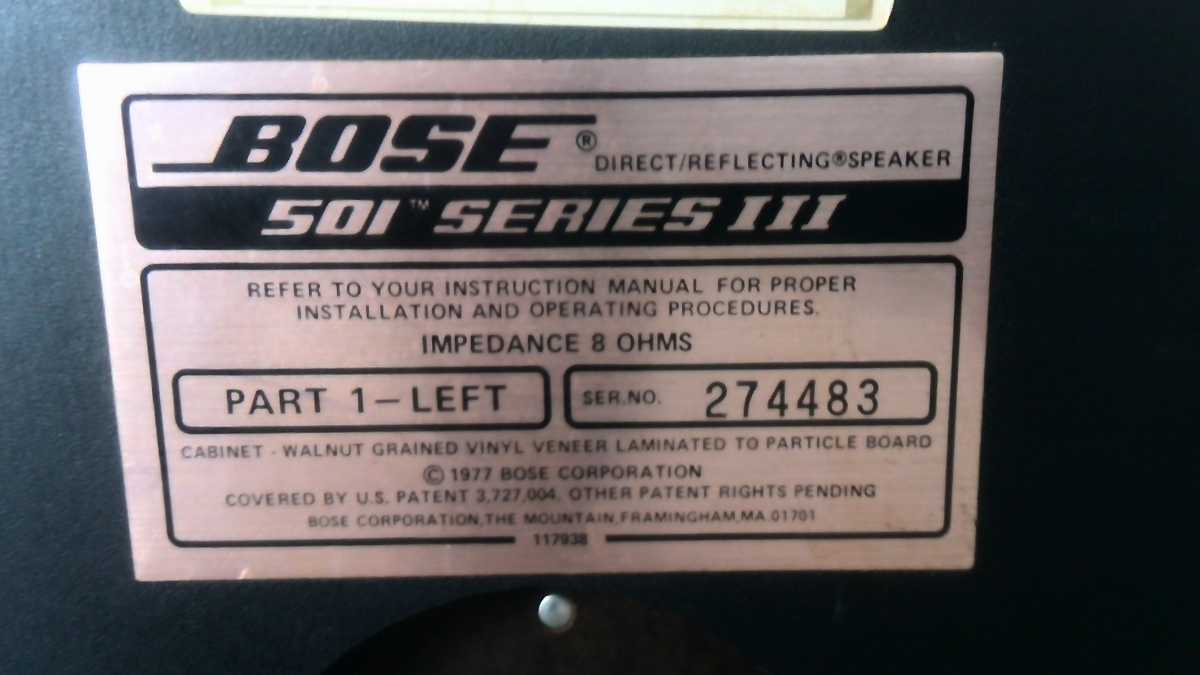 BOSE® DIRECT/REFLECTING® SPEAKER
501™ SERIES III
REFER TO YOUR INSTRUCTION MANUAL FOR PROPER
INSTALLATION AND OPERATING PROCEDURES.
IMPEDANCE 8 OHMS
PART 1 – LEFT
SER.NO. 274483
CABINET - WALNUT GRAINED VINYL VENEER LAMINATED TO PARTICLE BOARD
© 1977 BOSE CORPORATION
COVERED BY U.S. PATENT 3,727,004. OTHER PATENT RIGHTS PENDING
BOSE CORPORATION, THE MOUNTAIN, FRAMINGHAM, MA 01701
117938